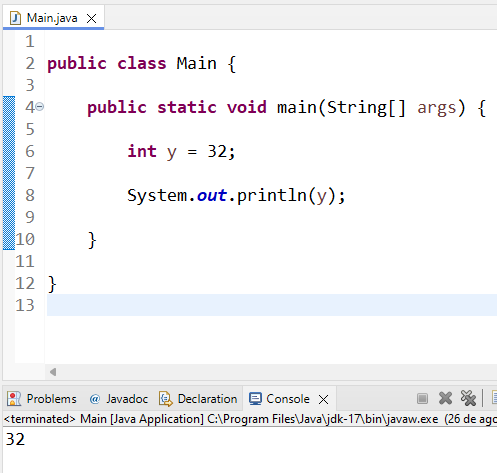 Main.java
1
2 public class Main {
3
4 public static void main(String[] args) {
5
6 int y = 32;
7
8 System.out.println(y);
9
10 }
11
12 }
13
Problems @ Javadoc Declaration Console
<terminated> Main [Java Application] C:\Program Files\Java\jdk-17\bin\javaw.exe (26 de ago
32